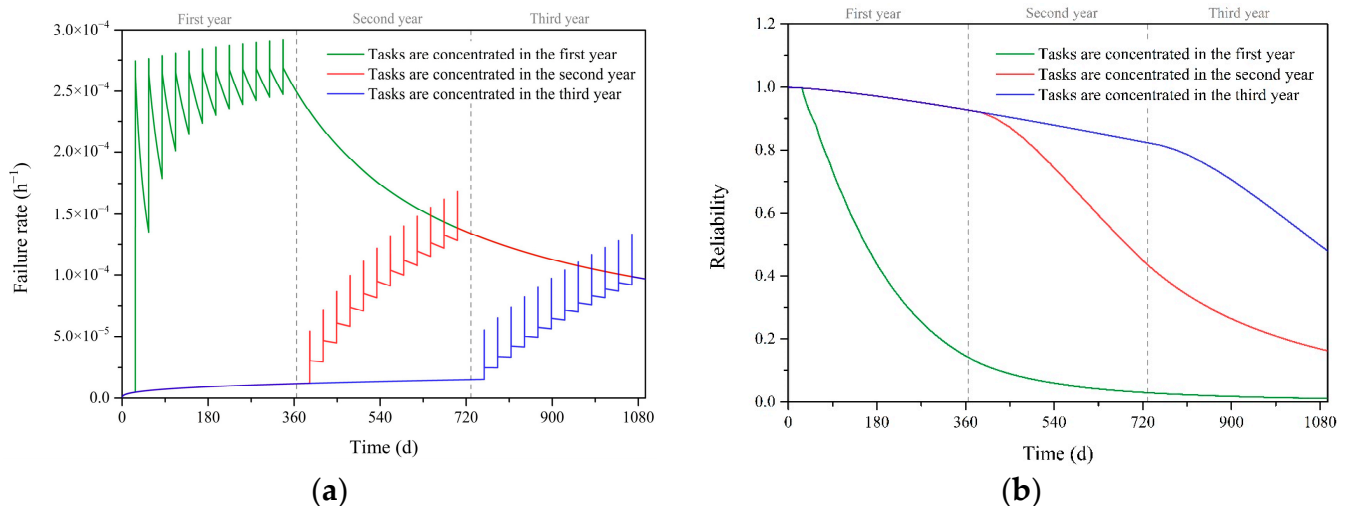 First year Second year Third year
3.0×10⁻⁴
2.5×10⁻⁴
2.0×10⁻⁴
1.5×10⁻⁴
1.0×10⁻⁴
5.0×10⁻⁵
0.0
Failure rate (h⁻¹)
Tasks are concentrated in the first year
Tasks are concentrated in the second year
Tasks are concentrated in the third year
0 180 360 540 720 900 1080
Time (d)
(a)
First year Second year Third year
1.2
1.0
0.8
0.6
0.4
0.2
0.0
Reliability
Tasks are concentrated in the first year
Tasks are concentrated in the second year
Tasks are concentrated in the third year
0 180 360 540 720 900 1080
Time (d)
(b)